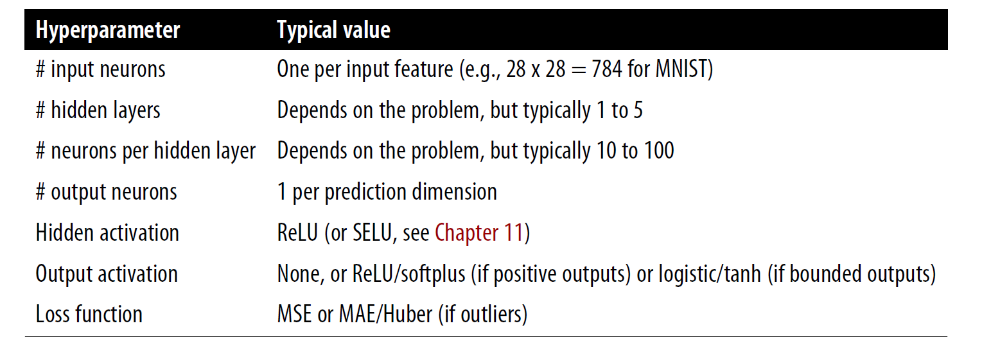 Hyperparameter Typical value
# input neurons One per input feature (e.g., 28 x 28 = 784 for MNIST)
# hidden layers Depends on the problem, but typically 1 to 5
# neurons per hidden layer Depends on the problem, but typically 10 to 100
# output neurons 1 per prediction dimension
Hidden activation ReLU (or SELU, see Chapter 11)
Output activation None, or ReLU/softplus (if positive outputs) or logistic/tanh (if bounded outputs)
Loss function MSE or MAE/Huber (if outliers)